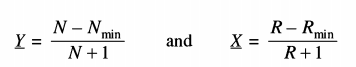 Y = (N − N_min) / (N + 1) and X = (R − R_min) / (R + 1)